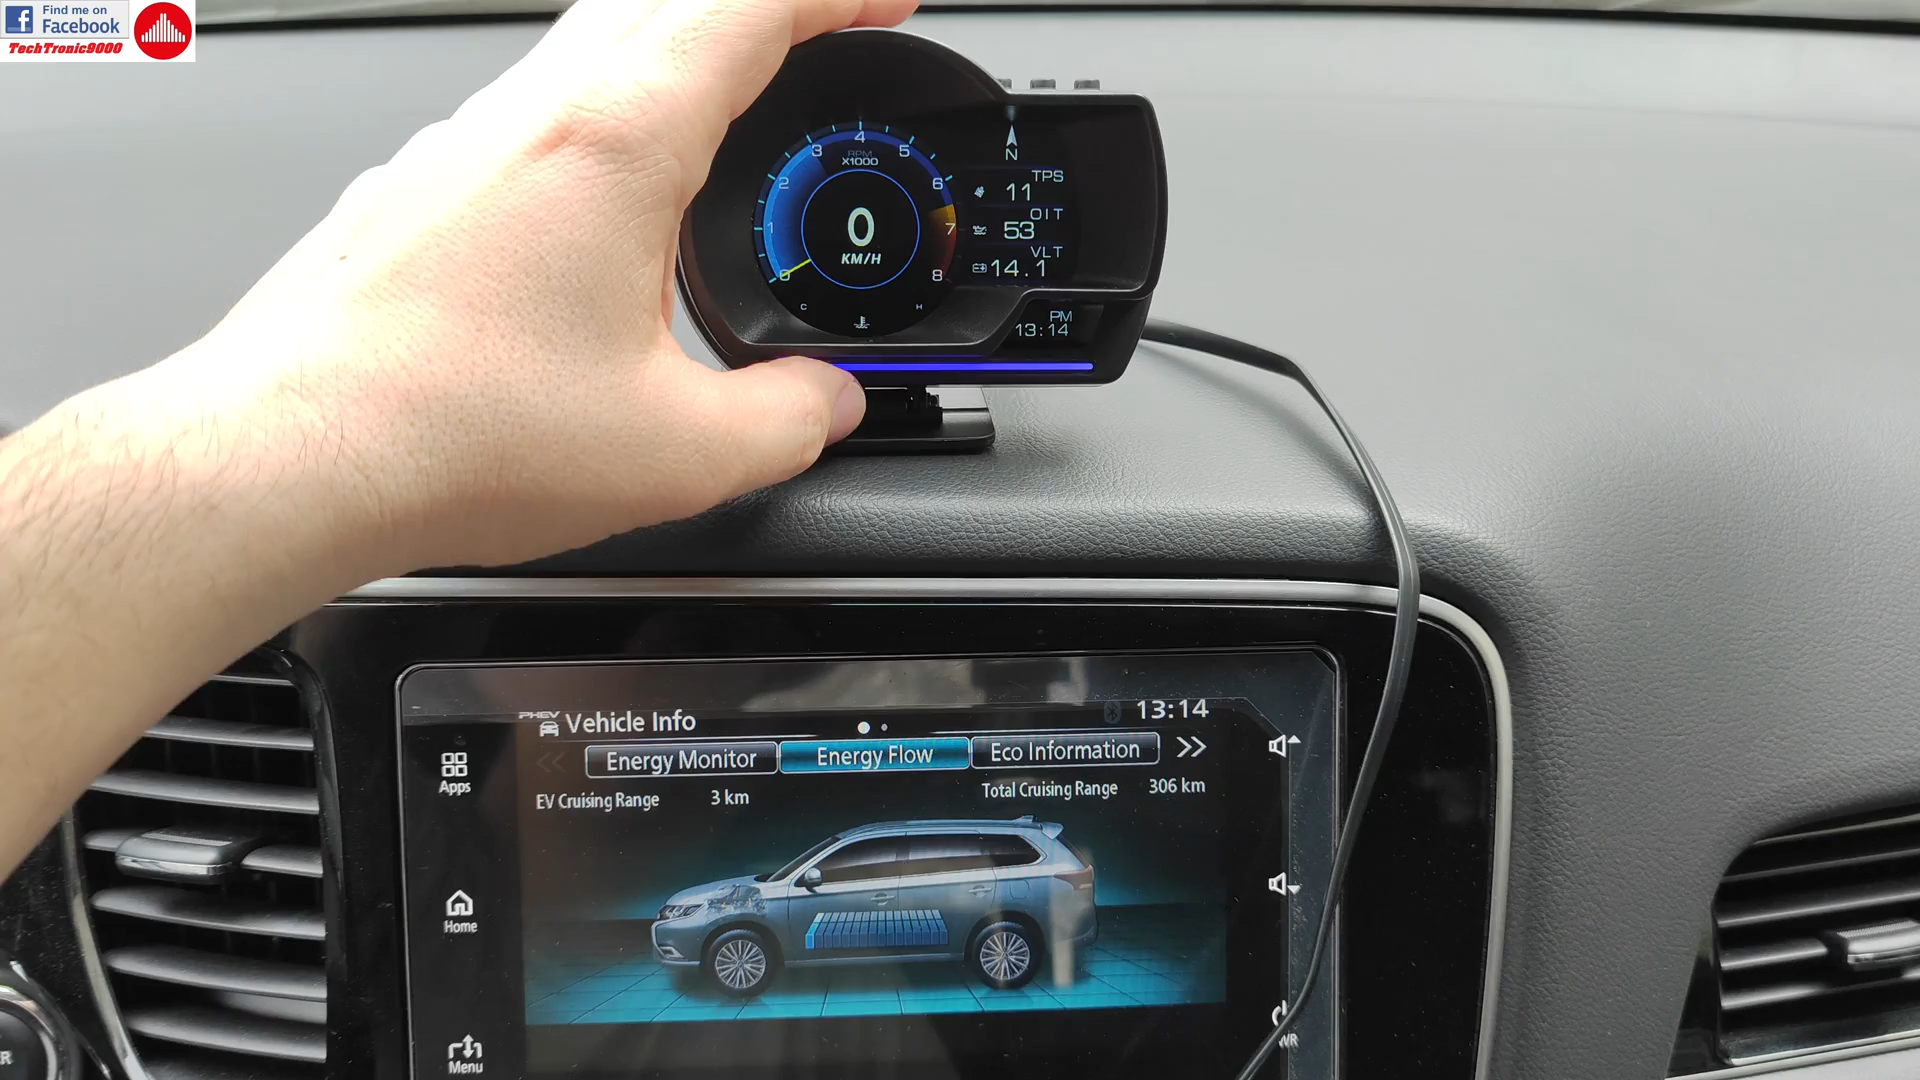 Find me on
Facebook
TechTronic9000
4
3
5
RPM
X1000
2
6
1
7
0
8
0
KM/H
C
H
N
TPS
11
OIT
53
VLT
14.1
PM
13:14
PHEV
Vehicle Info
13:14
Energy Monitor
Energy Flow
Eco Information
EV Cruising Range 3 km
Total Cruising Range 306 km
Apps
Home
Menu